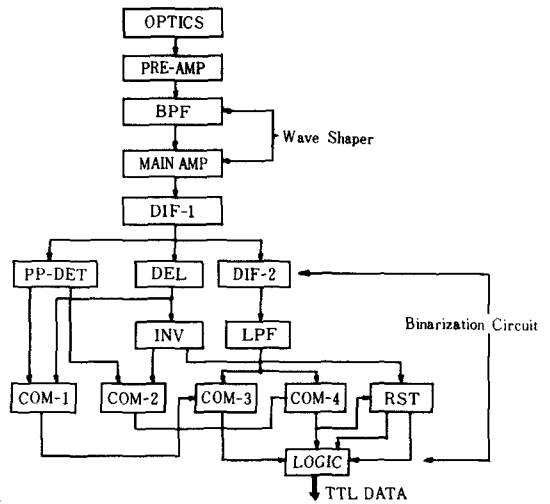 OPTICS
PRE-AMP
BPF
Wave Shaper
MAIN AMP
DIF-1
PP-DET
DEL
DIF-2
Binarization Circuit
INV
LPF
COM-1
COM-2
COM-3
COM-4
RST
LOGIC
TTL DATA